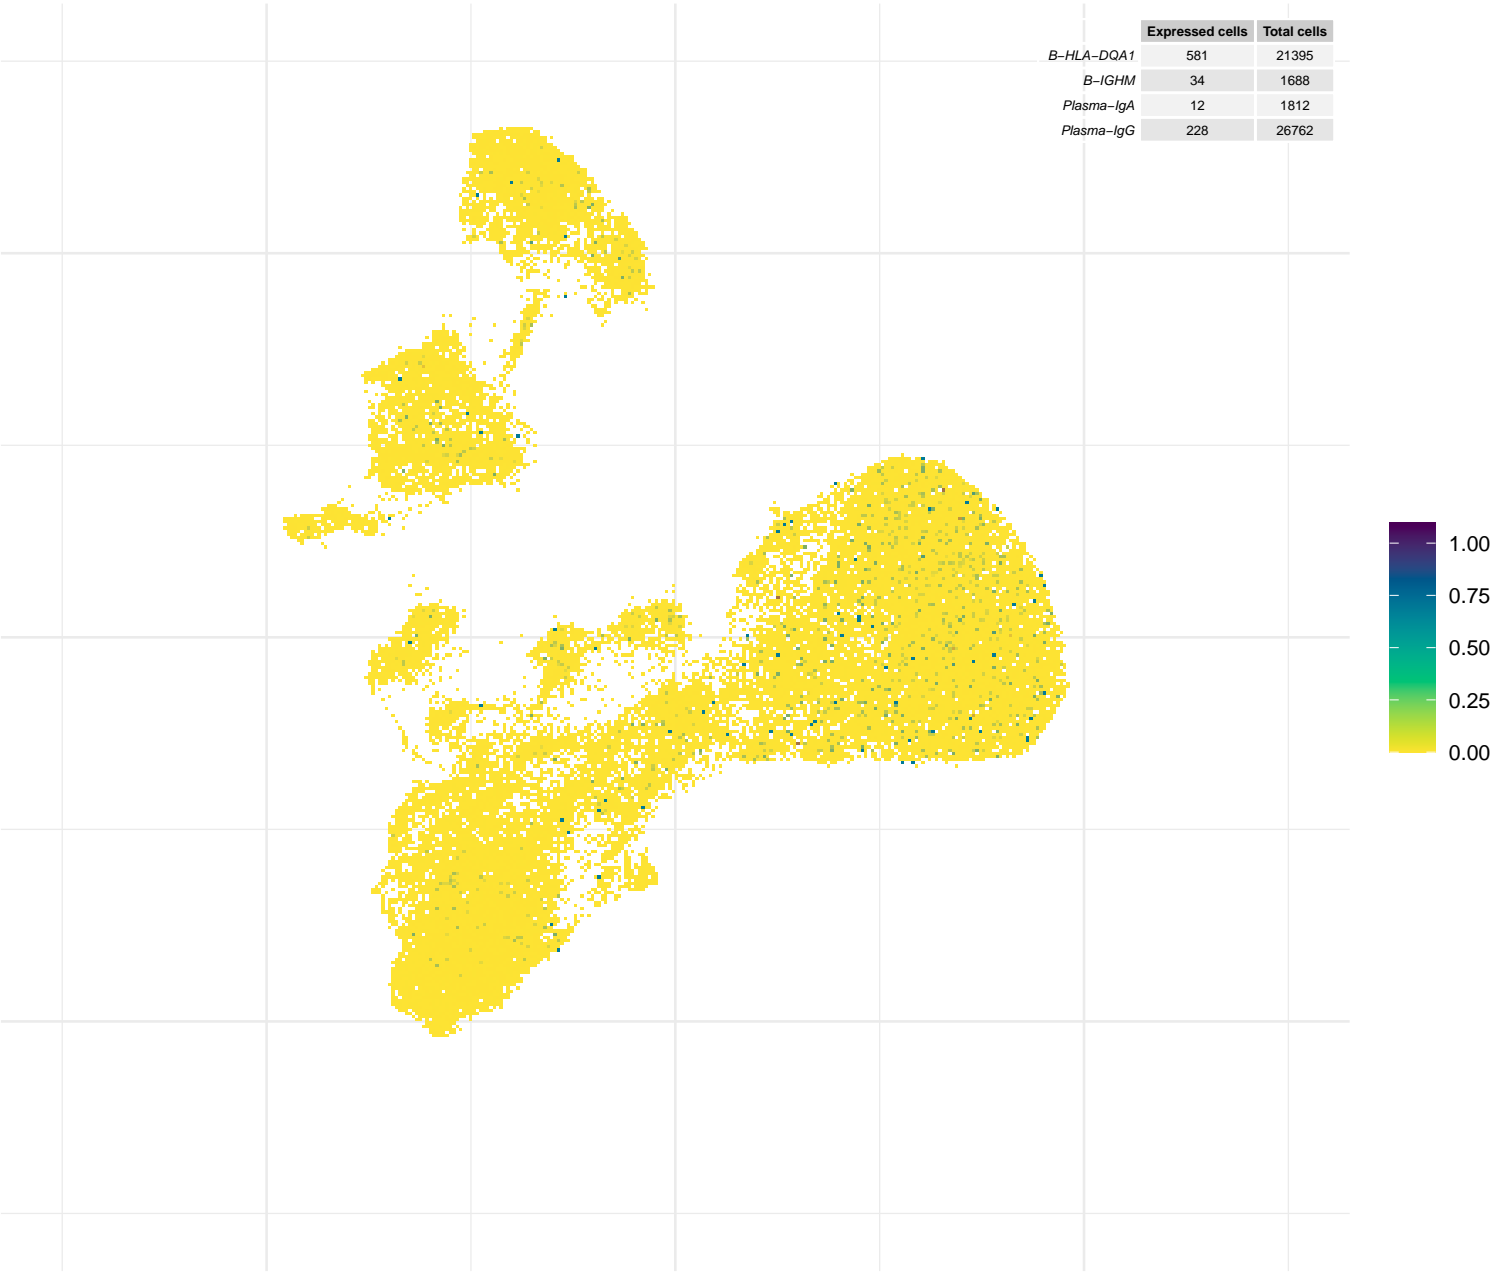 Expressed cells Total cells
B−HLA−DQA1 581 21395
B−IGHM 34 1688
Plasma−IgA 12 1812
Plasma−IgG 228 26762
1.00
0.75
0.50
0.25
0.00